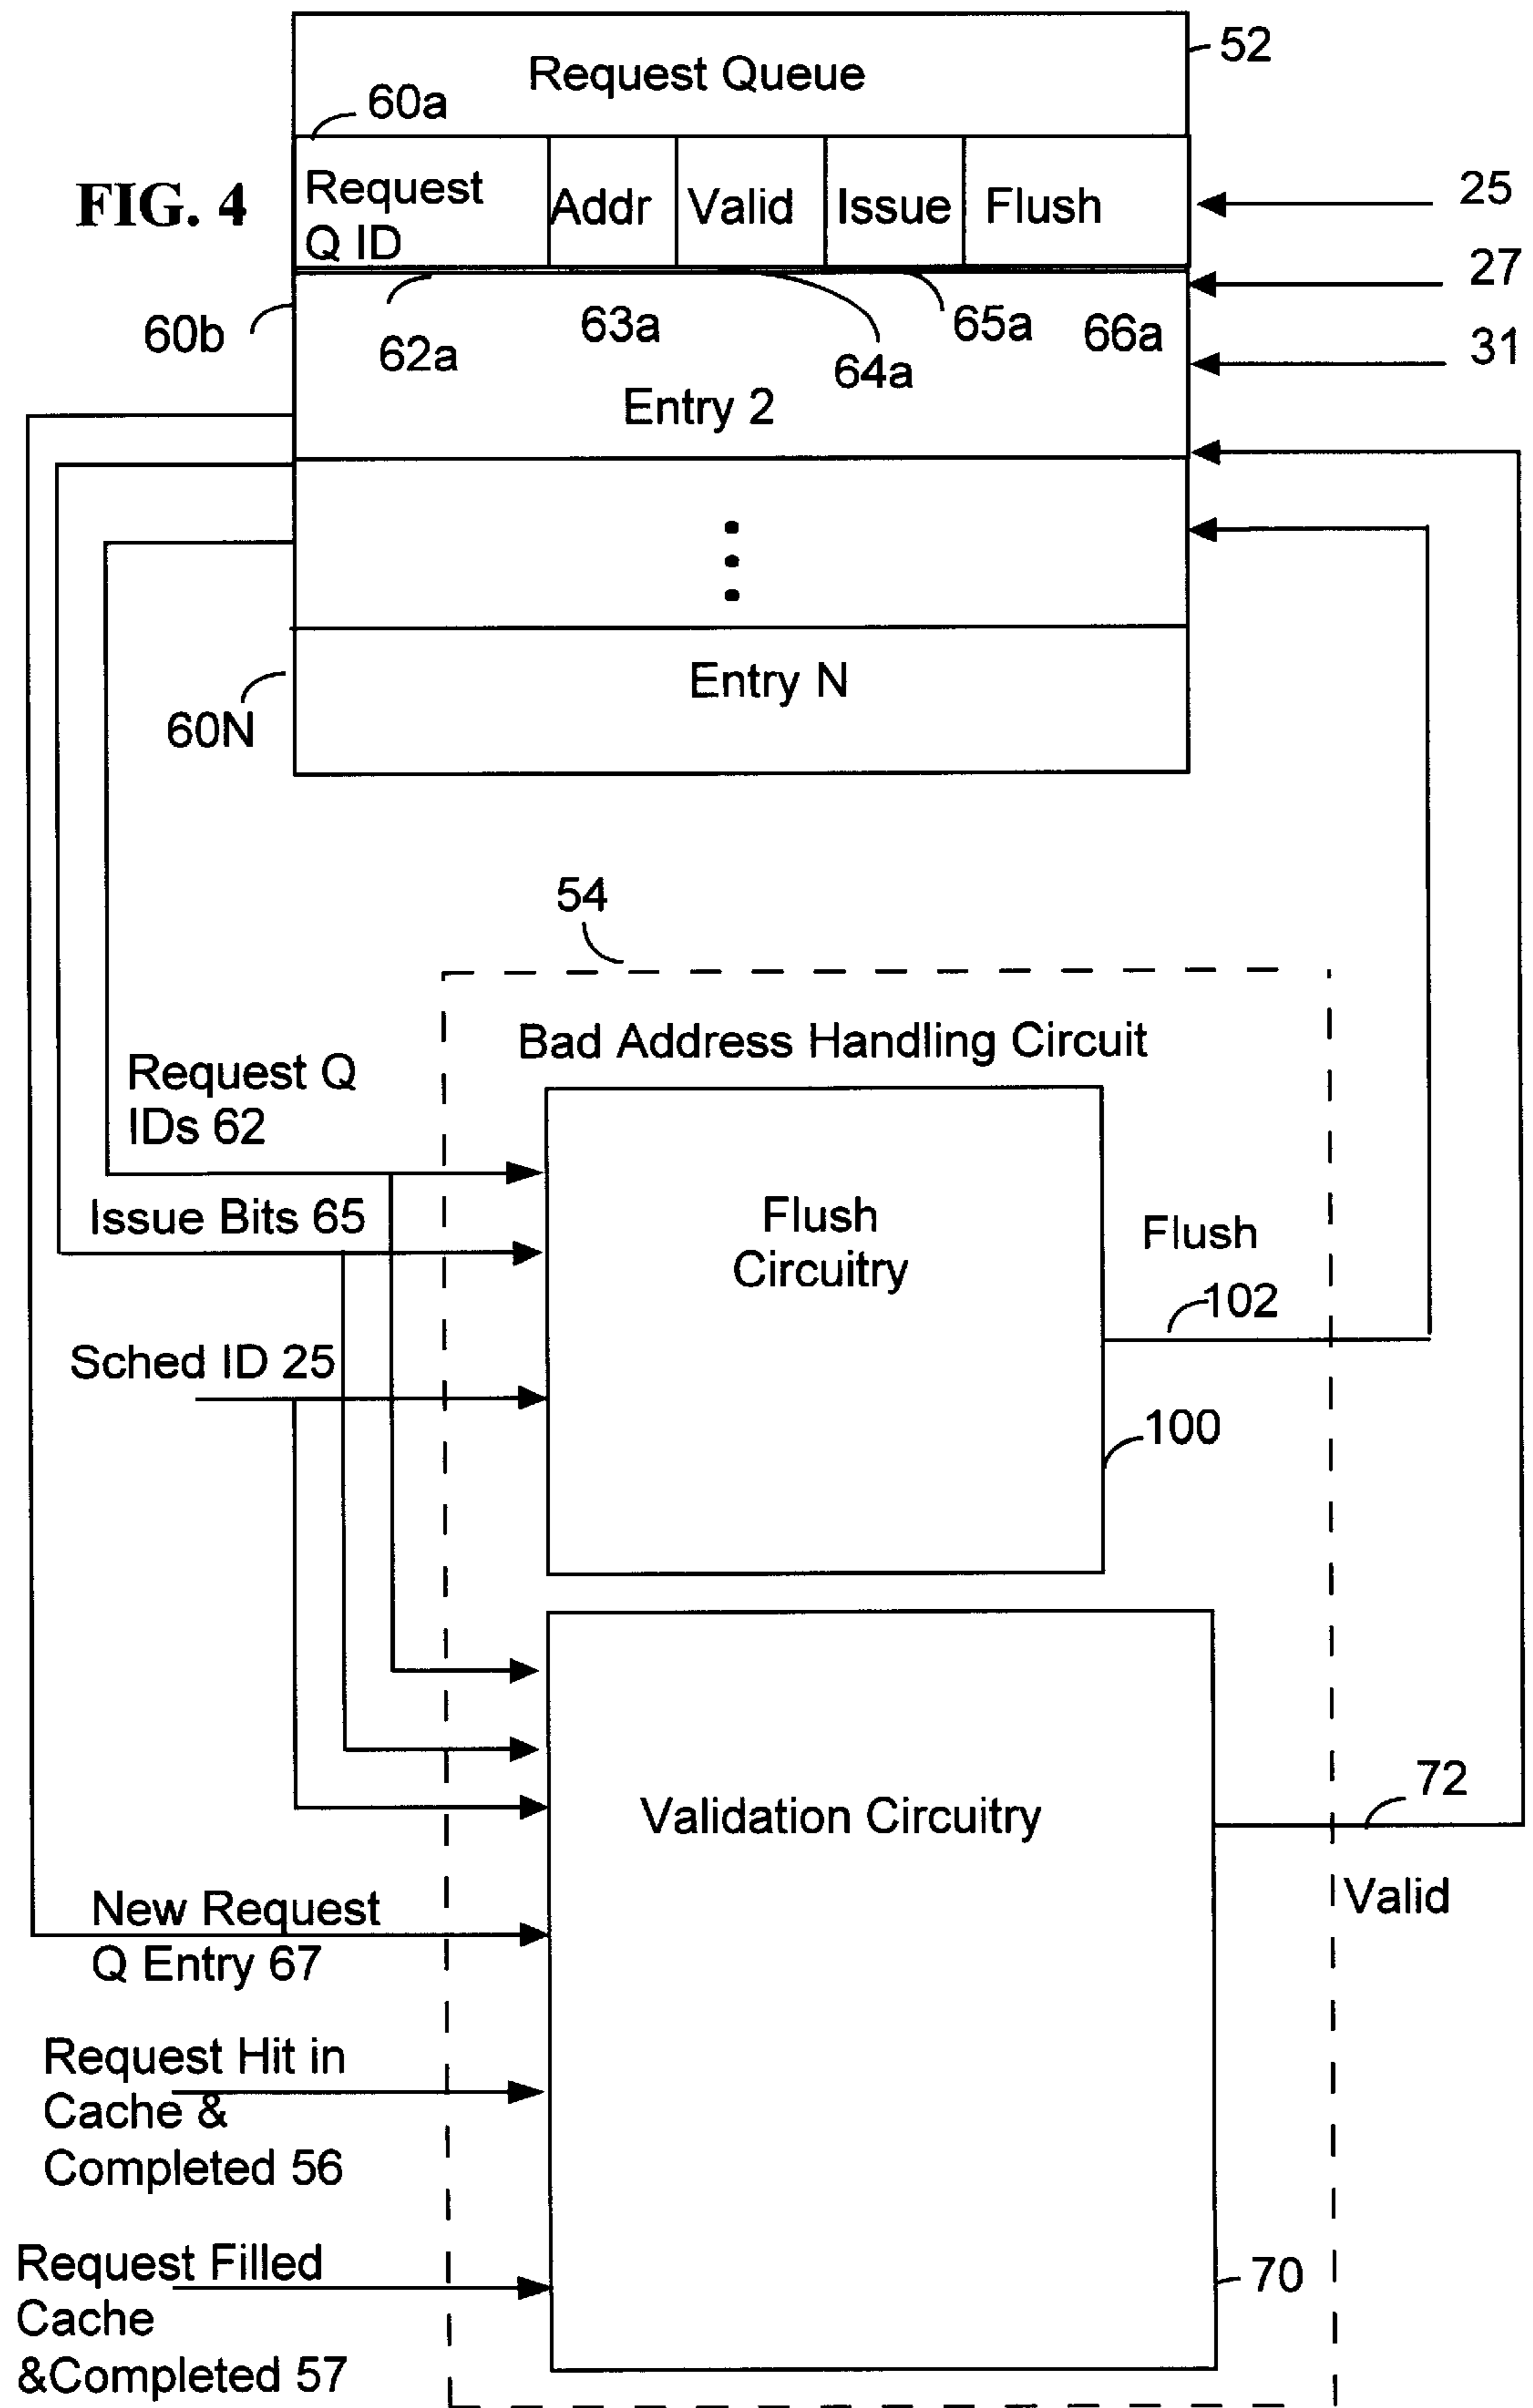 Request Queue
52
60a
FIG. 4
Request
Q ID
Addr
Valid
Issue
Flush
25
27
60b
62a
63a
64a
65a
66a
31
Entry 2
Entry N
60N
54
Bad Address Handling Circuit
Request Q
IDs 62
Issue Bits 65
Flush
Circuitry
Flush
102
Sched ID 25
100
Validation Circuitry
72
Valid
New Request
Q Entry 67
Request Hit in
Cache &
Completed 56
Request Filled
Cache
&Completed 57
70